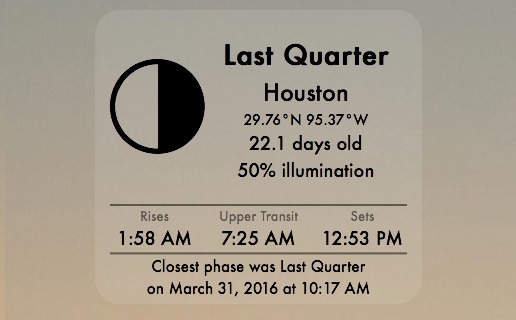 Last Quarter
Houston
29.76°N 95.37°W
22.1 days old
50% illumination
Rises Upper Transit Sets
1:58 AM 7:25 AM 12:53 PM
Closest phase was Last Quarter
on March 31, 2016 at 10:17 AM